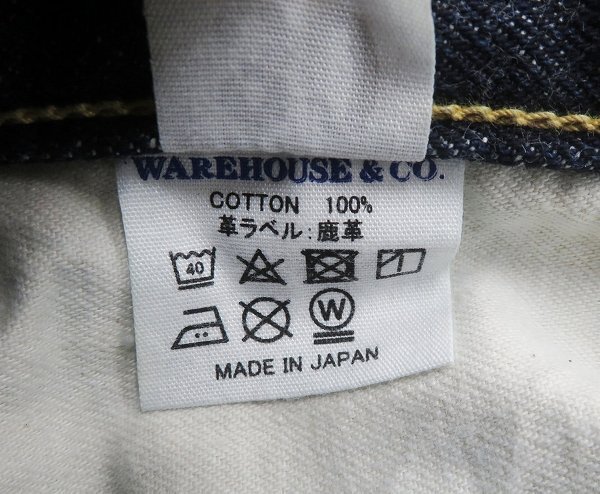 WAREHOUSE & CO.
COTTON 100%
革ラベル:鹿革
40
W
MADE IN JAPAN